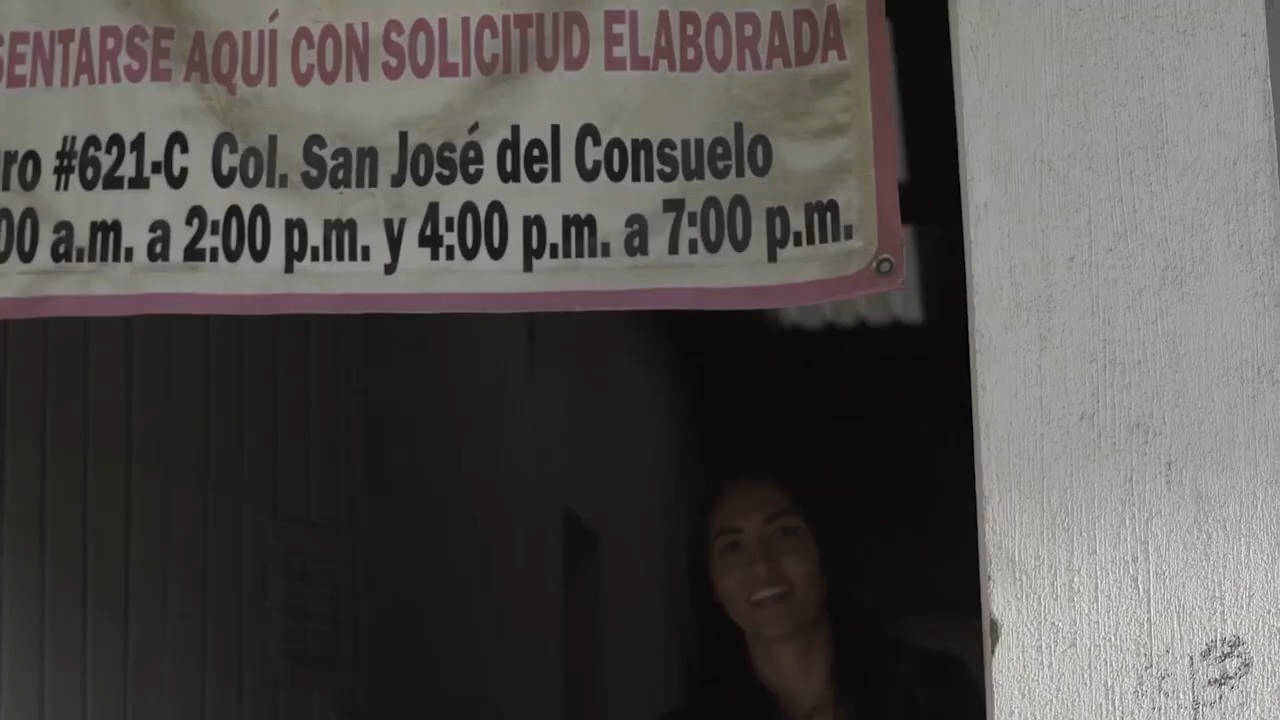 SENTARSE AQUÍ CON SOLICITUD ELABORADA
ro #621-C Col. San José del Consuelo
00 a.m. a 2:00 p.m. y 4:00 p.m. a 7:00 p.m.